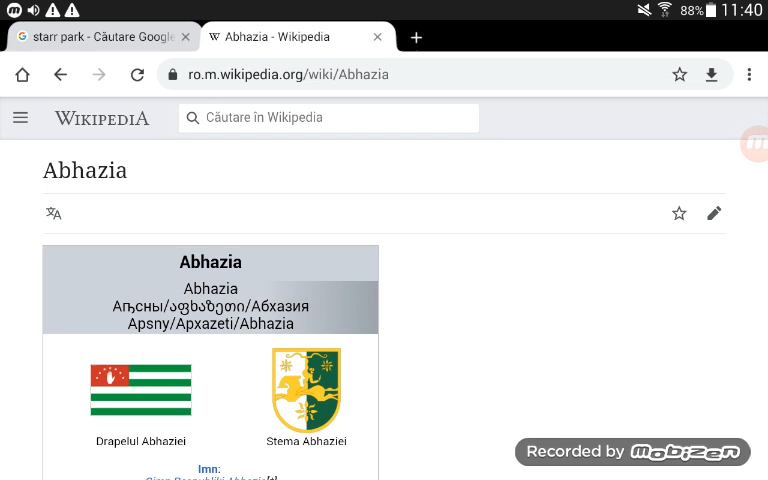 88% 11:40
starr park - Căutare Google
Abhazia - Wikipedia
ro.m.wikipedia.org/wiki/Abhazia
WIKIPEDIA
Căutare în Wikipedia
Abhazia
Abhazia
Abhazia
Аҧсны/აფხაზეთი/Абхазия
Apsny/Apxazeti/Abhazia
Drapelul Abhaziei
Stema Abhaziei
Imn:
Recorded by mobizen